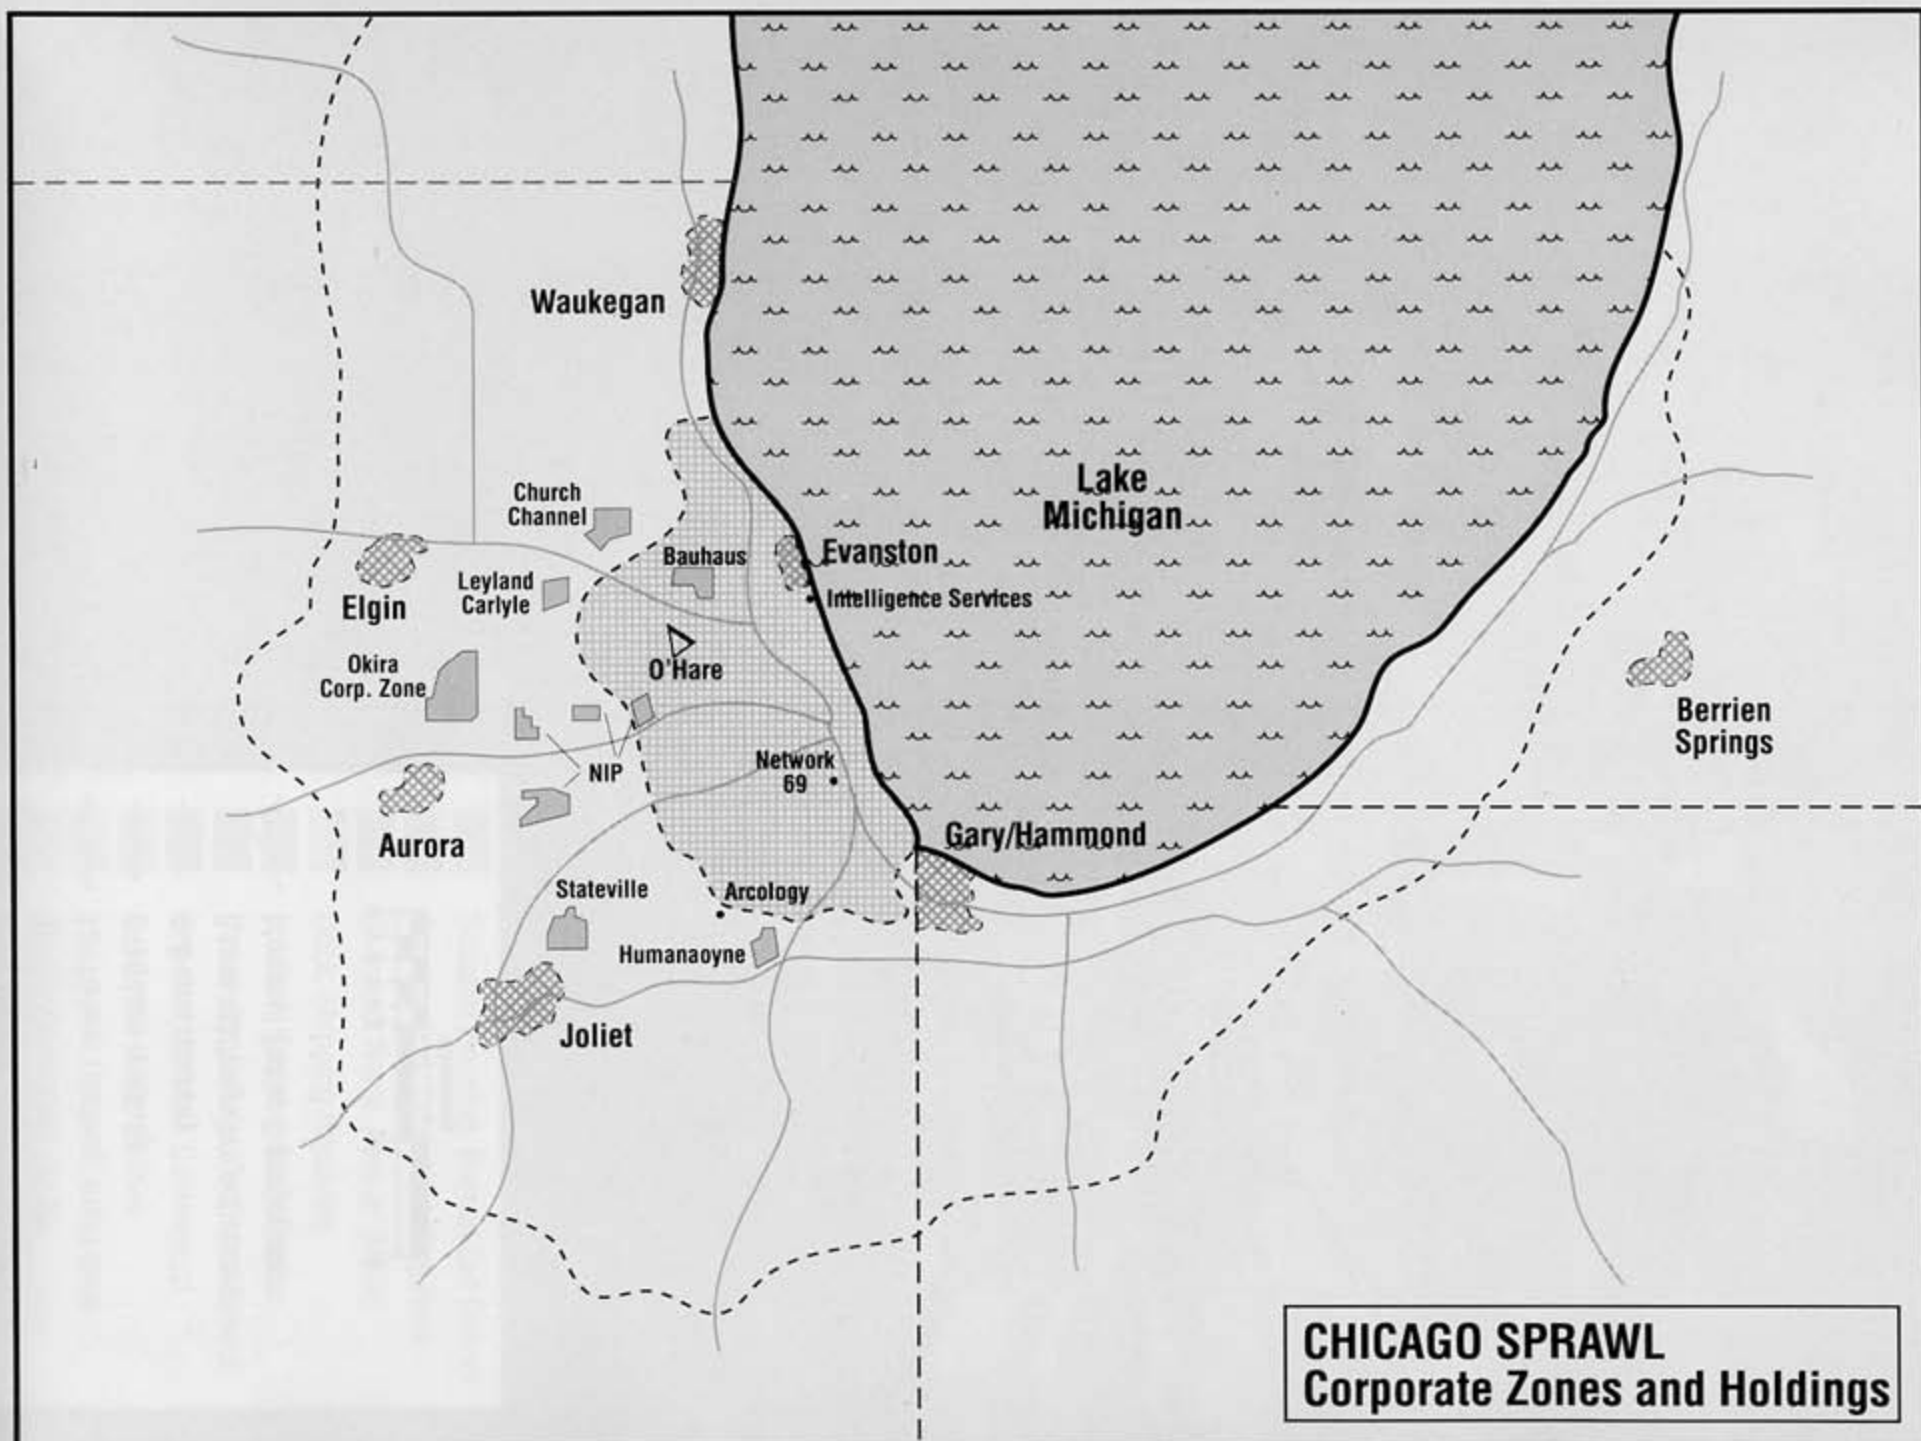 Waukegan
Lake
Michigan
Church
Channel
Bauhaus
Evanston
Elgin
Leyland
Carlyle
Intelligence Services
Okira
Corp. Zone
O'Hare
Berrien
Springs
NIP
Network
69
Aurora
Gary/Hammond
Stateville
Arcology
Humanaoyne
Joliet
CHICAGO SPRAWL
Corporate Zones and Holdings